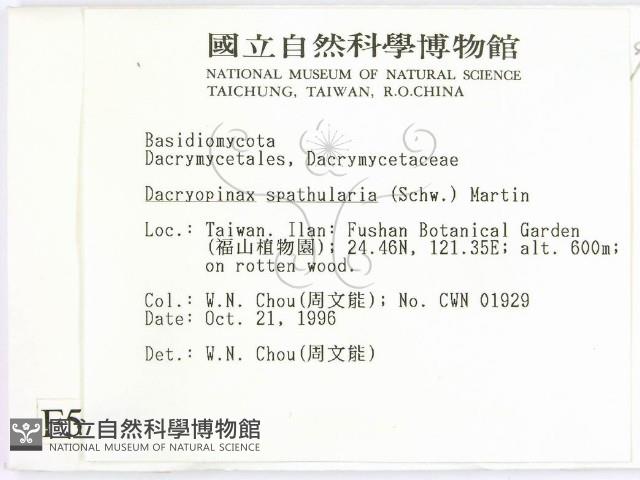 國立自然科學博物館
NATIONAL MUSEUM OF NATURAL SCIENCE
TAICHUNG, TAIWAN, R.O.CHINA
Basidiomycota
Dacrymycetales, Dacrymycetaceae
Dacryopinax spathularia (Schw.) Martin
Loc.: Taiwan. Ilan: Fushan Botanical Garden
(福山植物園); 24.46N, 121.35E; alt. 600m;
on rotten wood.
Col.: W.N. Chou(周文能); No. CWN 01929
Date: Oct. 21, 1996
Det.: W.N. Chou(周文能)
F5
國立自然科學博物館
NATIONAL MUSEUM OF NATURAL SCIENCE